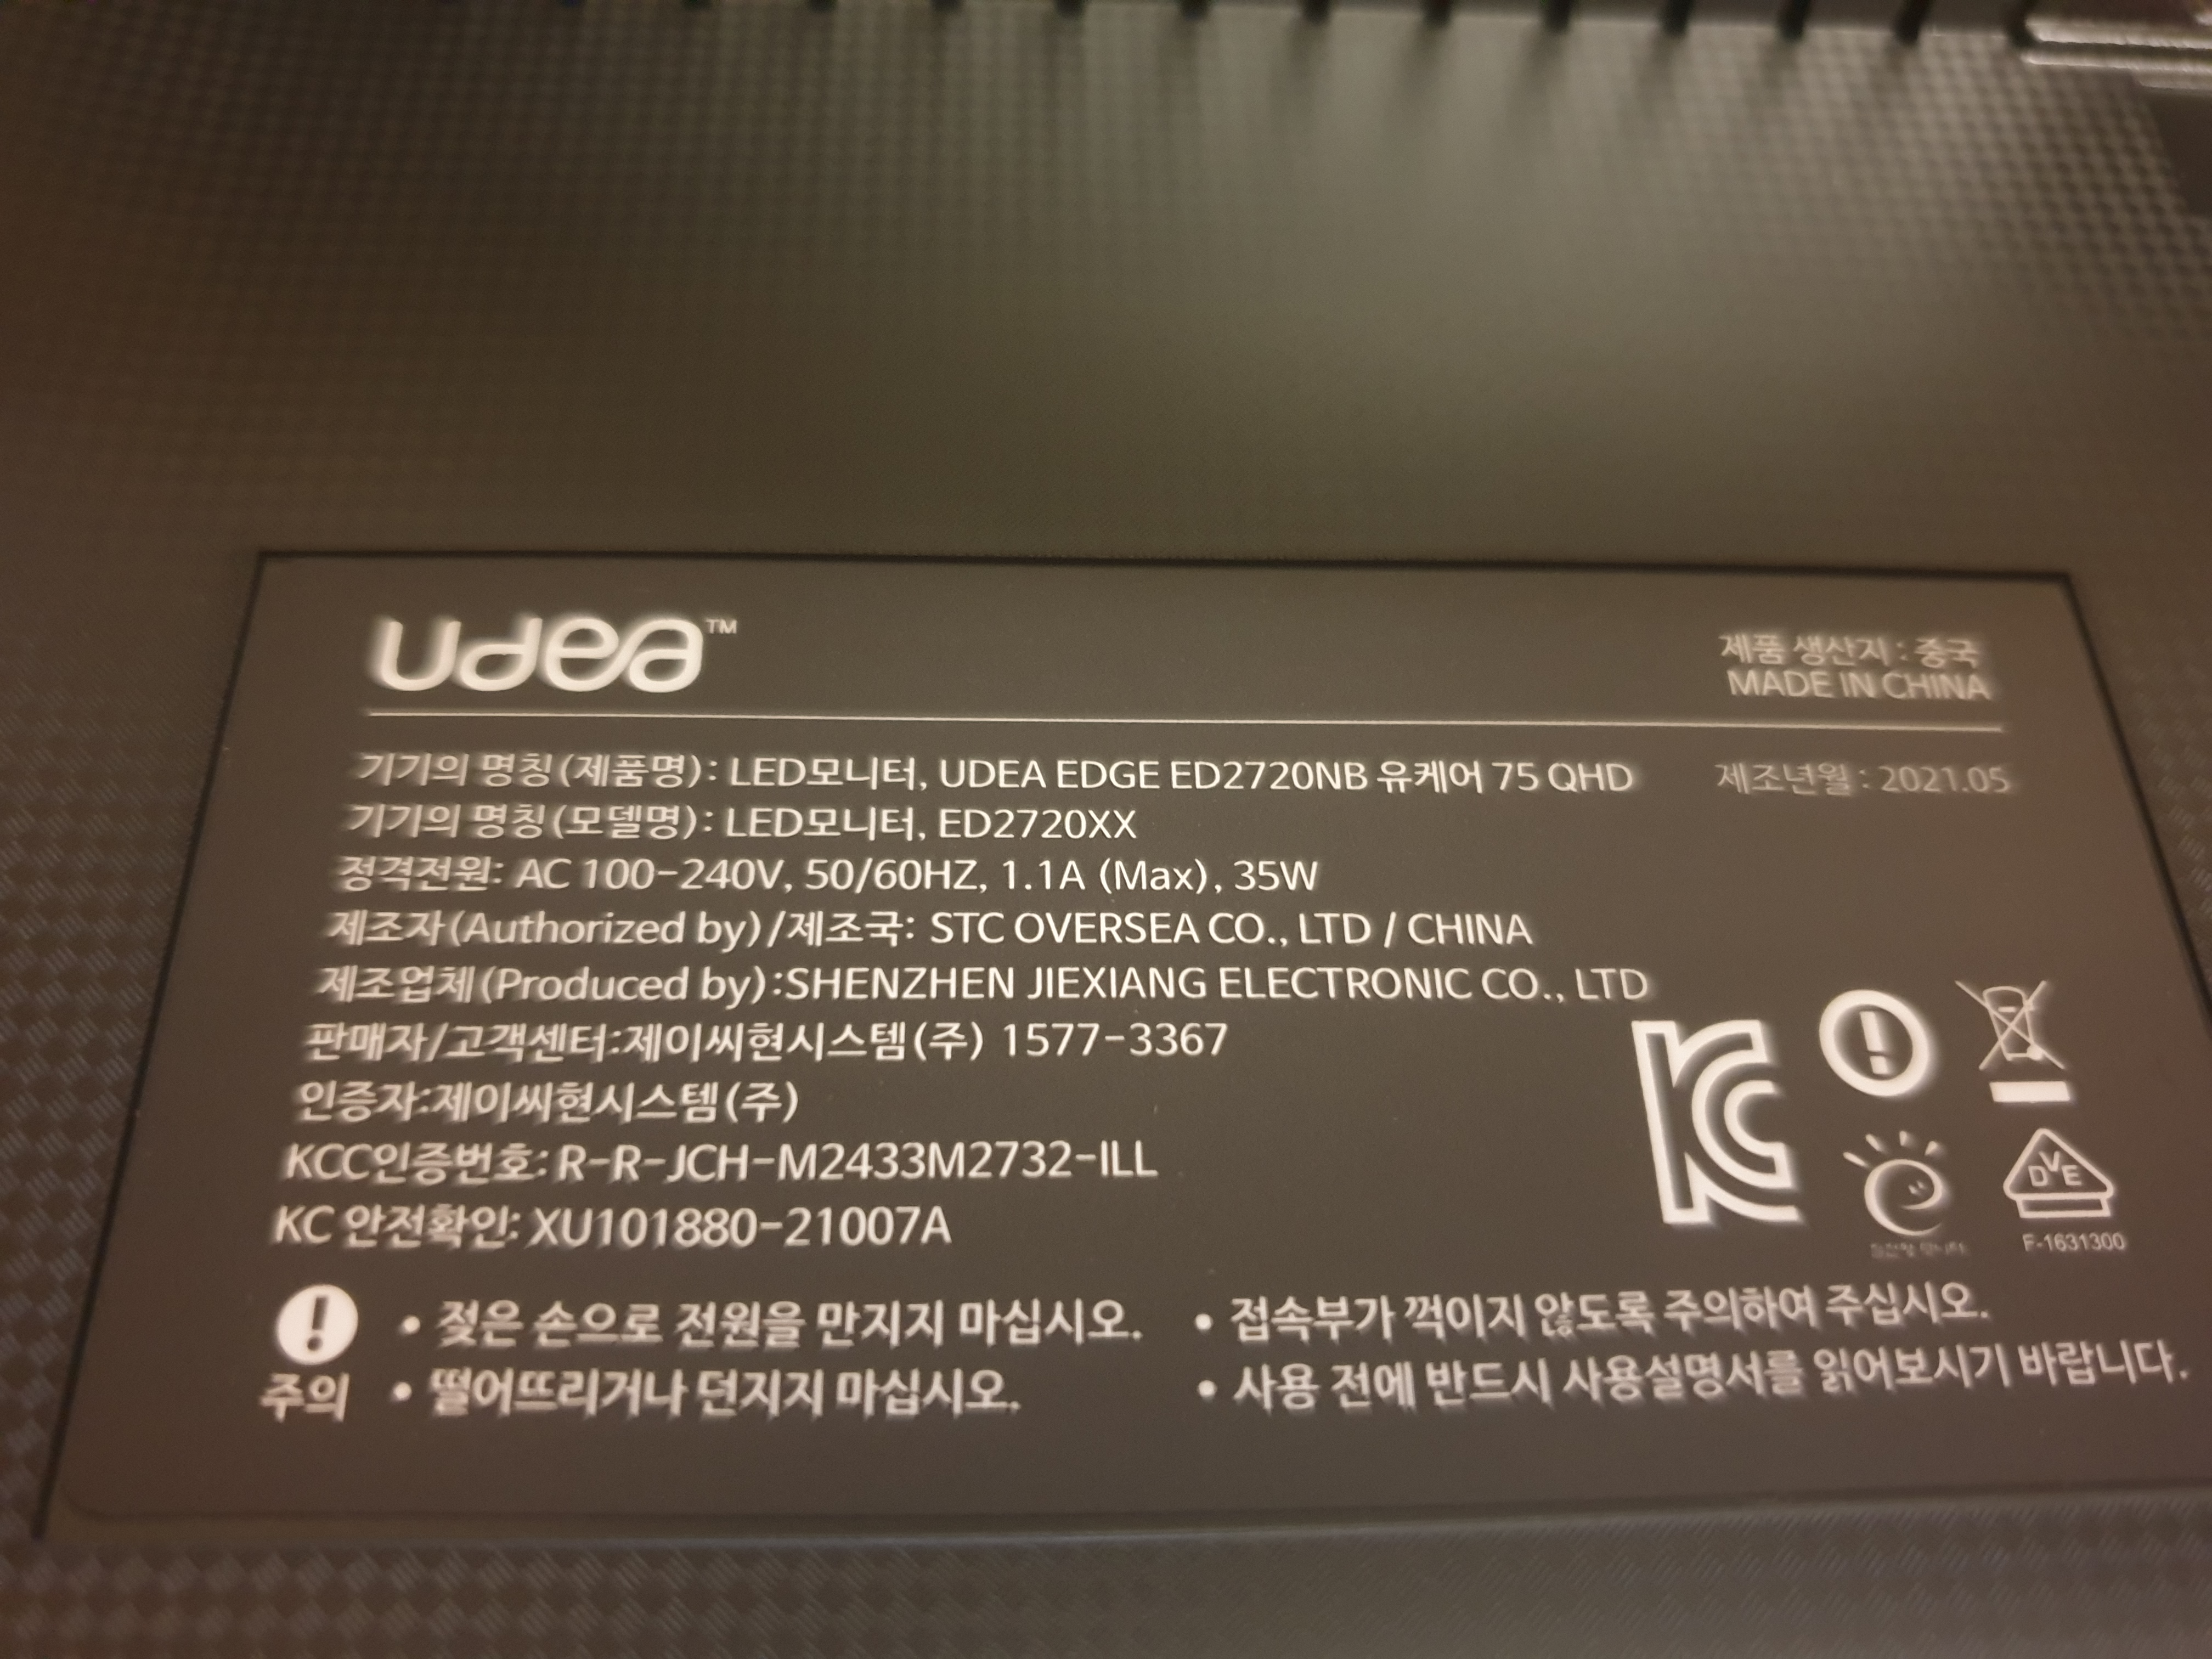 udea™
제품 생산지 : 중국
MADE IN CHINA
기기의 명칭(제품명): LED모니터, UDEA EDGE ED2720NB 유케어 75 QHD
제조년월 : 2021.05
기기의 명칭(모델명): LED모니터, ED2720XX
정격전원: AC 100-240V, 50/60HZ, 1.1A (Max), 35W
제조자(Authorized by)/제조국: STC OVERSEA CO., LTD / CHINA
제조업체(Produced by):SHENZHEN JIEXIANG ELECTRONIC CO., LTD
판매자/고객센터:제이씨현시스템(주) 1577-3367
인증자:제이씨현시스템(주)
KCC인증번호: R-R-JCH-M2433M2732-ILL
KC 안전확인: XU101880-21007A
KC
DVE
F-1631300
! 주의
• 젖은 손으로 전원을 만지지 마십시오.
• 떨어뜨리거나 던지지 마십시오.
• 접속부가 꺽이지 않도록 주의하여 주십시오.
• 사용 전에 반드시 사용설명서를 읽어보시기 바랍니다.